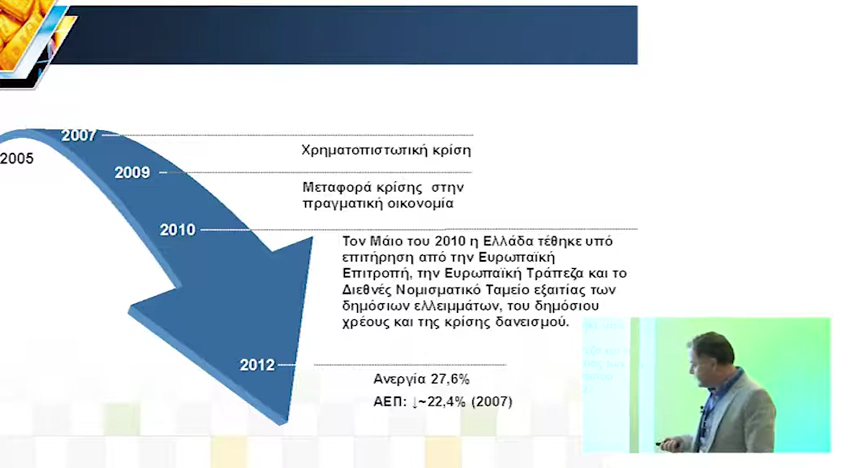 2005
2007
Χρηματοπιστωτική κρίση
2009
Μεταφορά κρίσης στην
πραγματική οικονομία
2010
Τον Μάιο του 2010 η Ελλάδα τέθηκε υπό
επιτήρηση από την Ευρωπαϊκή
Επιτροπή, την Ευρωπαϊκή Τράπεζα και το
Διεθνές Νομισματικό Ταμείο εξαιτίας των
δημόσιων ελλειμμάτων, του δημόσιου
χρέους και της κρίσης δανεισμού.
2012
Ανεργία 27,6%
ΑΕΠ: ↓~22,4% (2007)